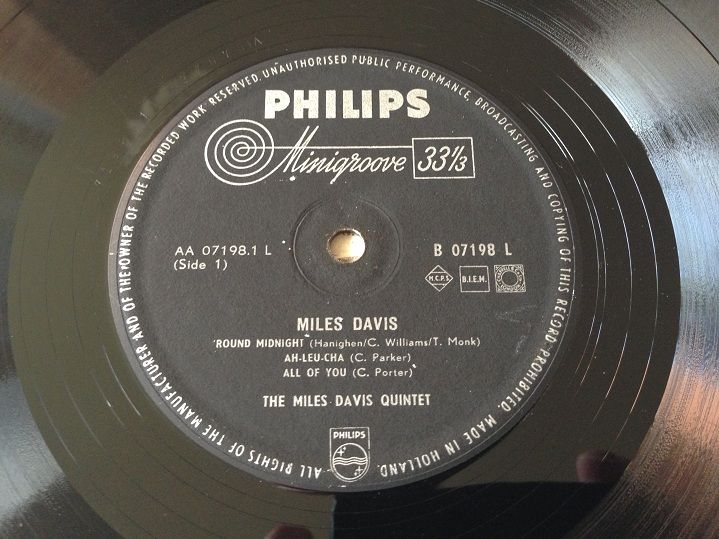 ALL RIGHTS OF THE MANUFACTURER AND OF THE OWNER OF THE RECORDED WORK RESERVED. UNAUTHORISED PUBLIC PERFORMANCE, BROADCASTING AND COPYING OF THIS RECORD PROHIBITED. MADE IN HOLLAND.
PHILIPS
Minigroove 33⅓
AA 07198.1 L
(Side 1)
B 07198 L
M.C.P.S. B.I.E.M.
MILES DAVIS
'ROUND MIDNIGHT (Hanighen/C. Williams/T. Monk)
AH-LEU-CHA (C. Parker)
ALL OF YOU (C. Porter)
THE MILES DAVIS QUINTET
PHILIPS